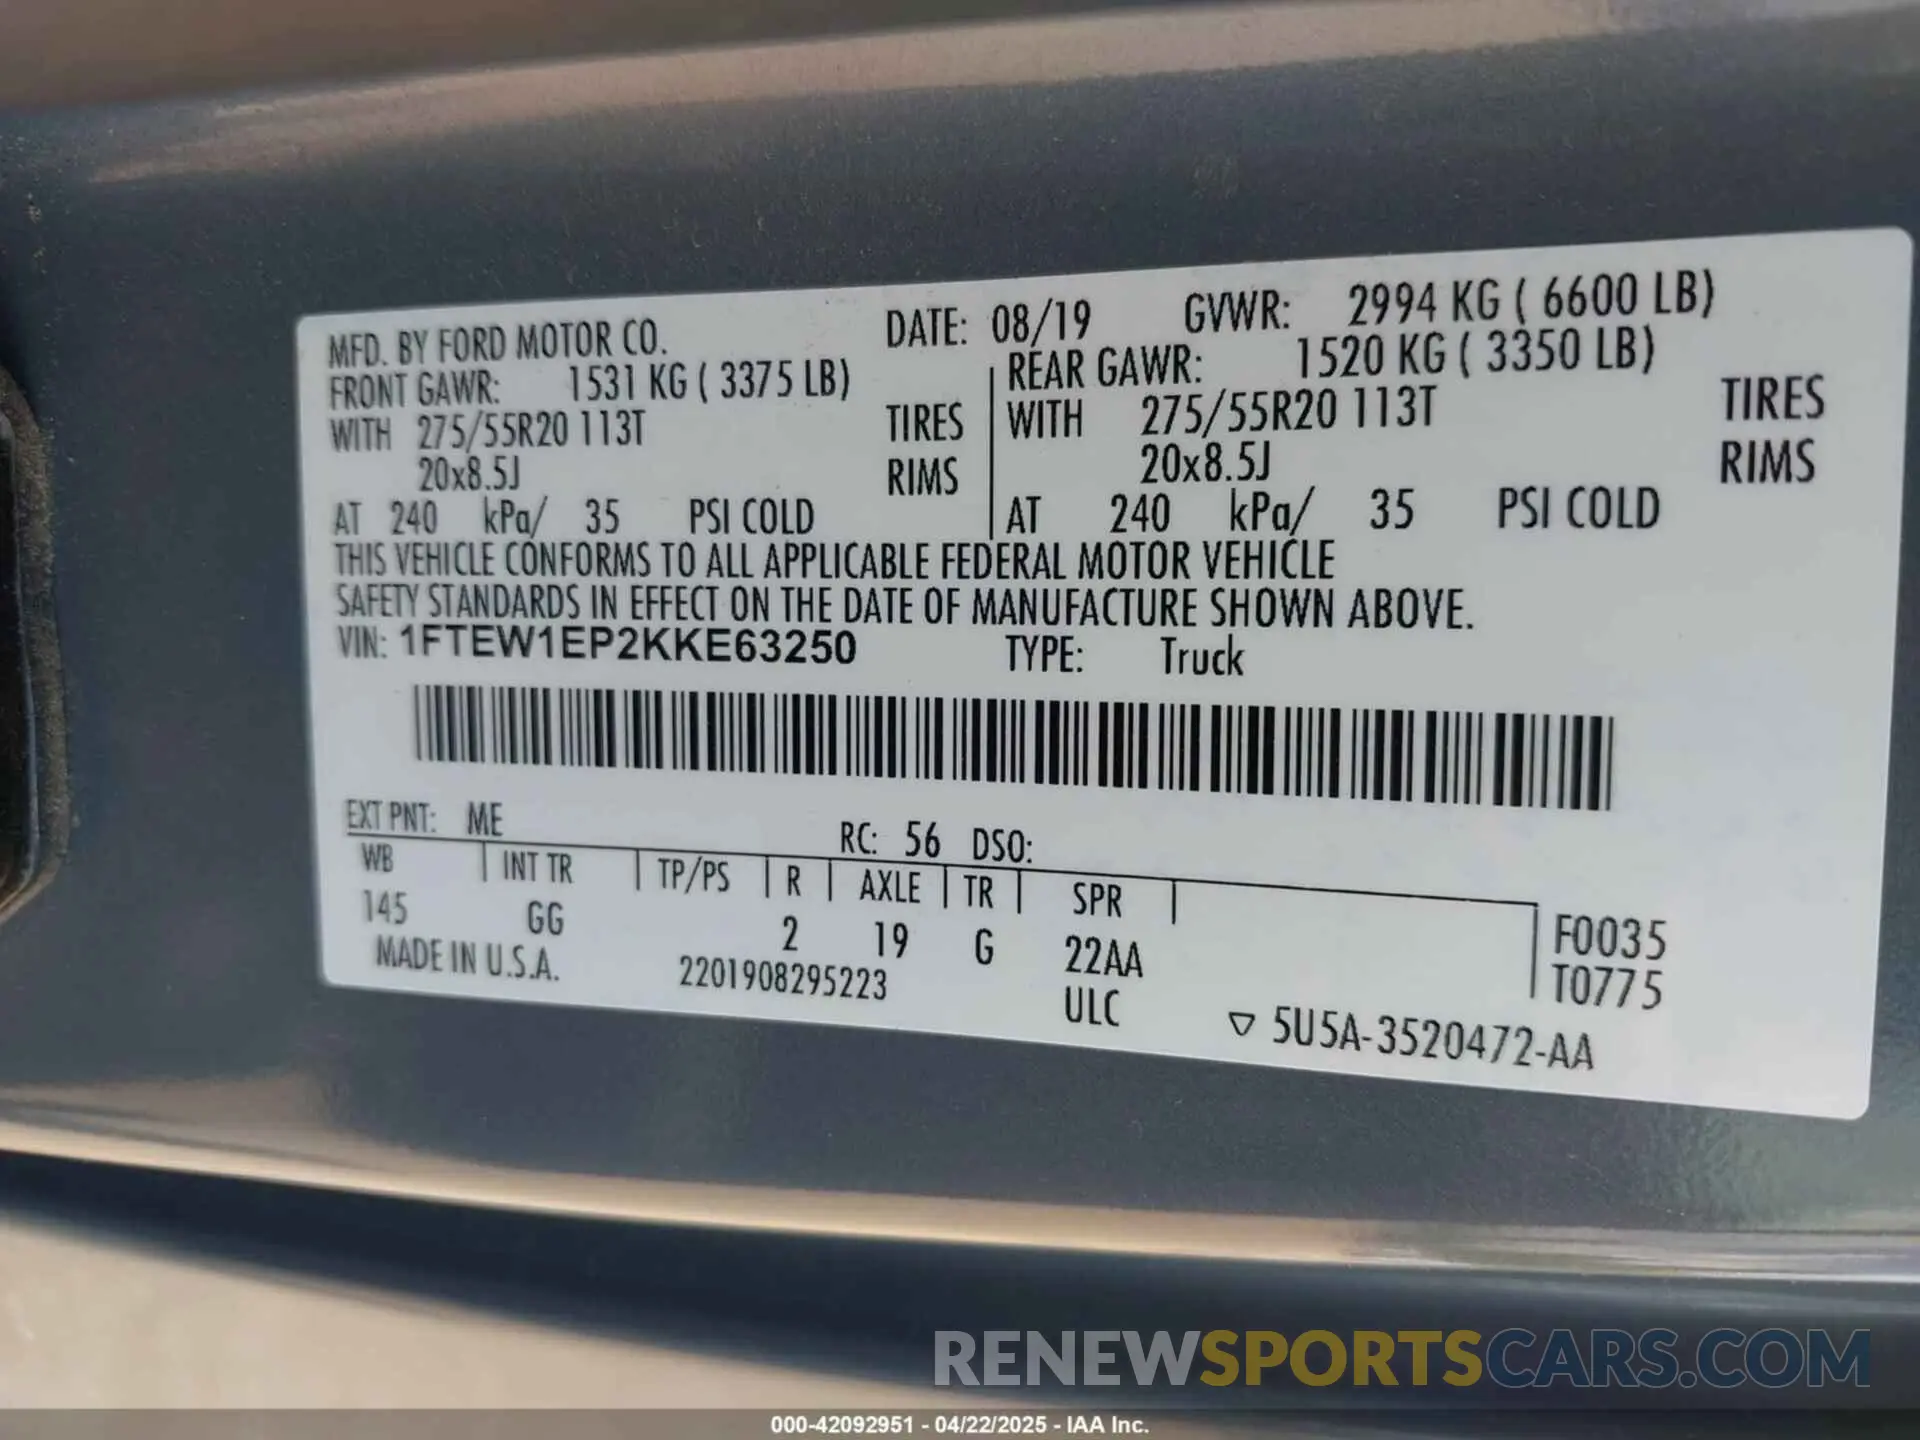 MFD. BY FORD MOTOR CO. DATE: 08/19 GVWR: 2994 KG ( 6600 LB)
FRONT GAWR: 1531 KG ( 3375 LB) REAR GAWR: 1520 KG ( 3350 LB)
WITH 275/55R20 113T TIRES WITH 275/55R20 113T TIRES
20x8.5J RIMS 20x8.5J RIMS
AT 240 kPa/ 35 PSI COLD AT 240 kPa/ 35 PSI COLD
THIS VEHICLE CONFORMS TO ALL APPLICABLE FEDERAL MOTOR VEHICLE
SAFETY STANDARDS IN EFFECT ON THE DATE OF MANUFACTURE SHOWN ABOVE.
VIN: 1FTEW1EP2KKE63250 TYPE: Truck
EXT PNT: ME RC: 56 DSO:
WB INT TR TP/PS R AXLE TR SPR
145 GG 2 19 G 22AA F0035
MADE IN U.S.A. 2201908295223 ULC T0775
▽ 5U5A-3520472-AA
RENEWSPORTSCARS.COM
000-42092951 - 04/22/2025 - IAA Inc.